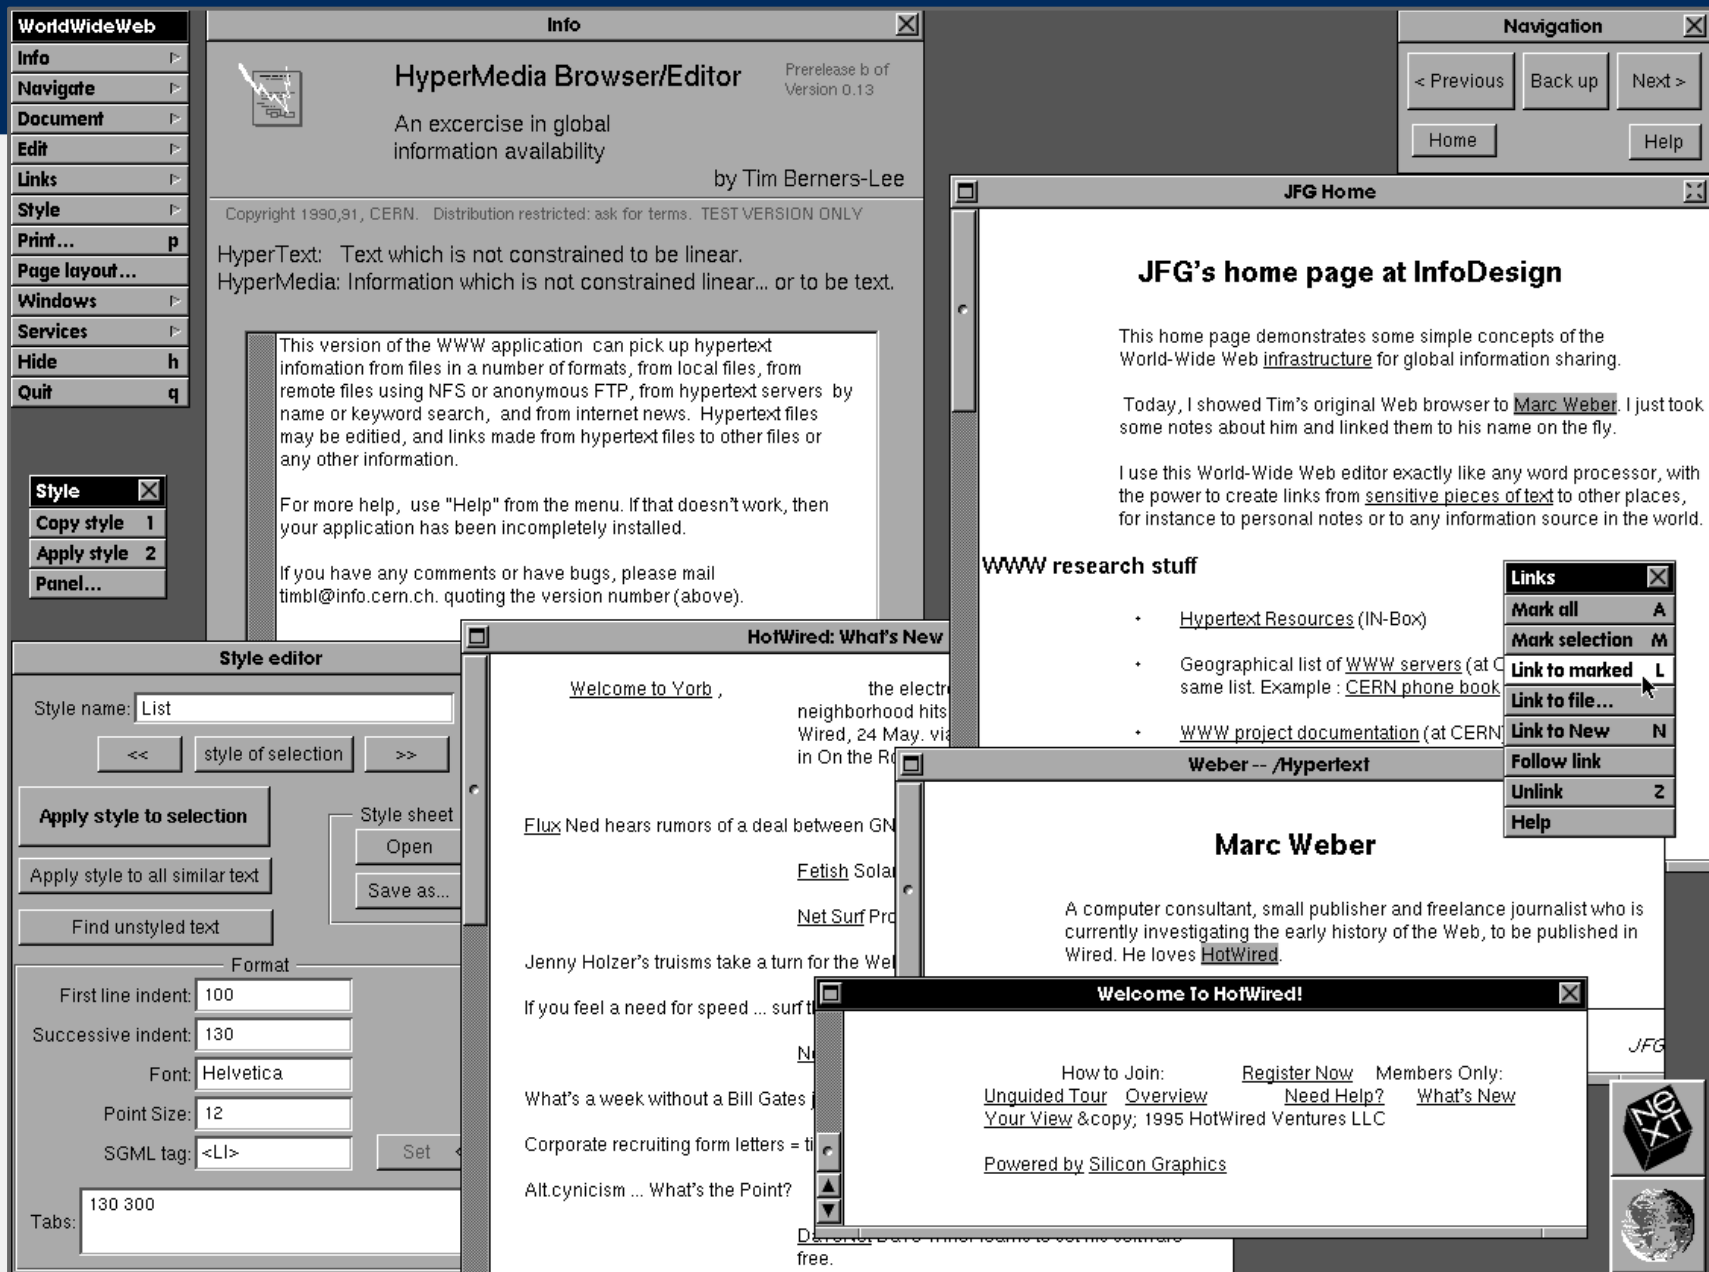 WorldWideWeb
Info
Navigate
Document
Edit
Links
Style
Print... p
Page layout...
Windows
Services
Hide h
Quit q
Style
Copy style 1
Apply style 2
Panel...
Info
HyperMedia Browser/Editor
Prerelease b of
Version 0.13
An excercise in global
information availability
by Tim Berners-Lee
Copyright 1990,91, CERN. Distribution restricted: ask for terms. TEST VERSION ONLY
HyperText: Text which is not constrained to be linear.
HyperMedia: Information which is not constrained linear... or to be text.
This version of the WWW application can pick up hypertext
infomation from files in a number of formats, from local files, from
remote files using NFS or anonymous FTP, from hypertext servers by
name or keyword search, and from internet news. Hypertext files
may be editied, and links made from hypertext files to other files or
any other information.
For more help, use "Help" from the menu. If that doesn't work, then
your application has been incompletely installed.
If you have any comments or have bugs, please mail
timbl@info.cern.ch. quoting the version number (above).
Navigation
< Previous Back up Next >
Home Help
JFG Home
JFG's home page at InfoDesign
This home page demonstrates some simple concepts of the
World-Wide Web infrastructure for global information sharing.
Today, I showed Tim's original Web browser to Marc Weber. I just took
some notes about him and linked them to his name on the fly.
I use this World-Wide Web editor exactly like any word processor, with
the power to create links from sensitive pieces of text to other places,
for instance to personal notes or to any information source in the world.
WWW research stuff
• Hypertext Resources (IN-Box)
• Geographical list of WWW servers (at C
same list. Example : CERN phone book
• WWW project documentation (at CERN)
Links
Mark all A
Mark selection M
Link to marked L
Link to file...
Link to New N
Follow link
Unlink Z
Help
Style editor
Style name: List
<< style of selection >>
Apply style to selection
Style sheet
Open
Apply style to all similar text
Save as...
Find unstyled text
Format
First line indent: 100
Successive indent: 130
Font: Helvetica
Point Size: 12
SGML tag: <LI>
Set
Tabs: 130 300
HotWired: What's New
Welcome to Yorb , the electr
neighborhood hits
Wired, 24 May. via
in On the Ro
Flux Ned hears rumors of a deal between GN
Fetish Solar
Net Surf Pro
Jenny Holzer's truisms take a turn for the We
If you feel a need for speed ... surf t
What's a week without a Bill Gates j
Corporate recruiting form letters = ti
Alt.cynicism ... What's the Point?
free.
Weber -- /Hypertext
Marc Weber
A computer consultant, small publisher and freelance journalist who is
currently investigating the early history of the Web, to be published in
Wired. He loves HotWired.
JFG
Welcome To HotWired!
How to Join: Register Now Members Only:
Unguided Tour Overview Need Help? What's New
Your View &copy; 1995 HotWired Ventures LLC
Powered by Silicon Graphics
NeXT